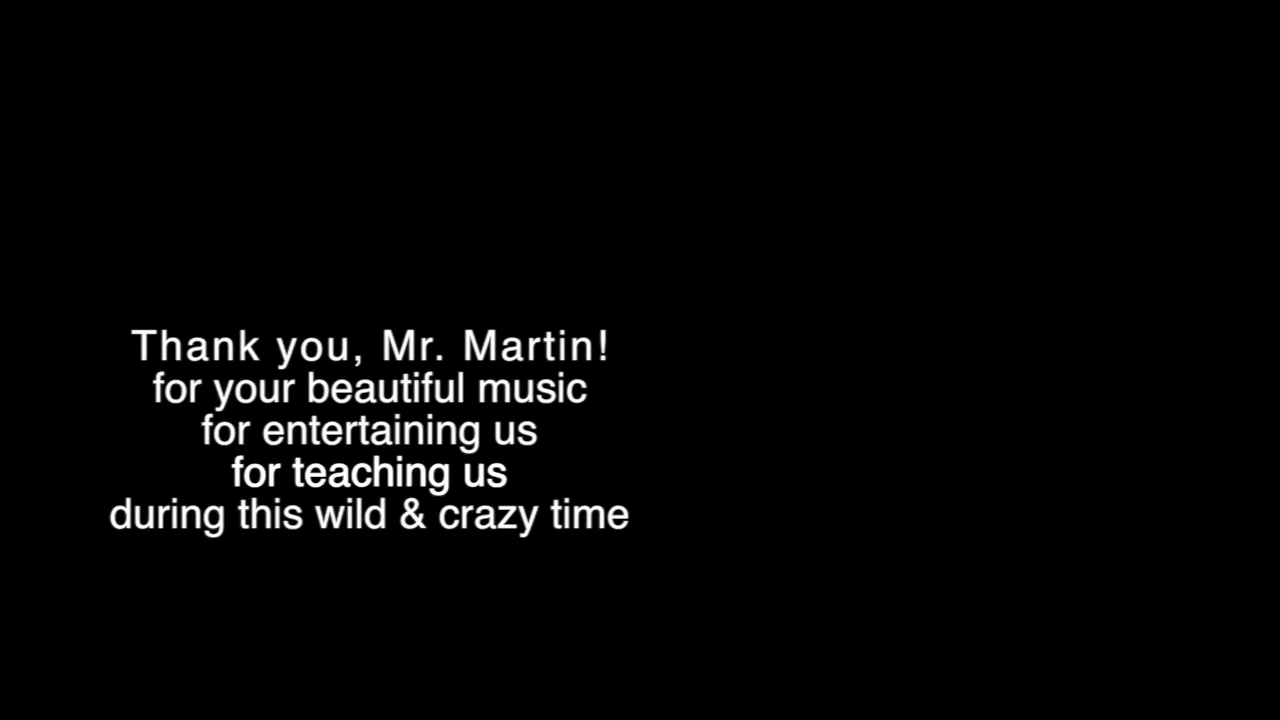 Thank you, Mr. Martin!
for your beautiful music
for entertaining us
for teaching us
during this wild & crazy time